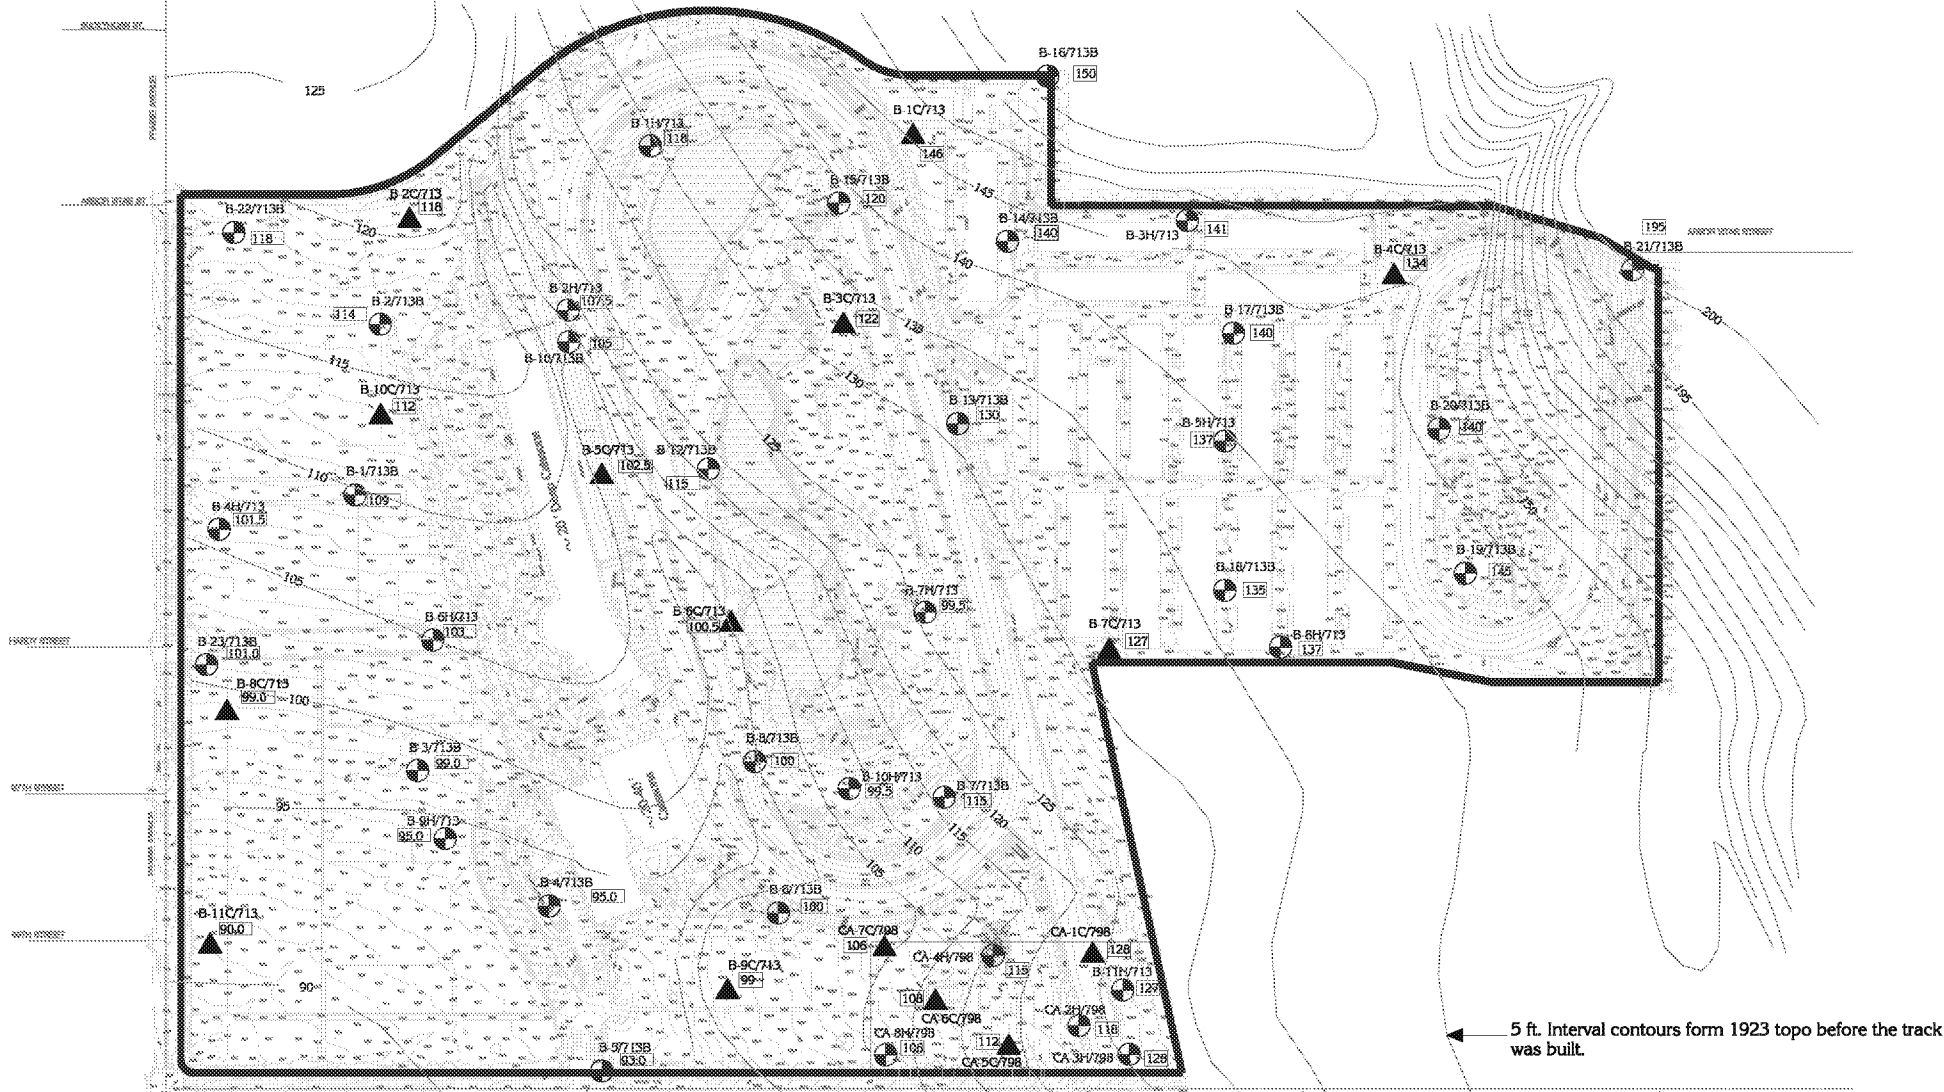 125
B-16/713B
150
B-1C/713
146
B-1H/713
118
B-15/713B
120
B-2C/713
118
B-22/713B
118
120
145
B-14/713B
140
B-3H/713
141
195
B-21/713B
B-4C/713
134
140
B-2H/713
107.5
B-2/713B
114
B-3C/713
122
B-17/713B
140
200
135
105
B-10/713B
115
130
B-10C/713
112
B-13/713B
130
195
B-20/713B
140
B-5H/713
137
125
B-5C/713
102.5
B-12/713B
115
110
B-1/713B
109
B-4H/713
101.5
150
B-19/713B
145
105
B-18/713B
135
B-7H/713
99.5
B-6C/713
100.5
B-6H/713
103
B-7C/713
127
B-8H/713
137
HARDY STREET
B-23/713B
101.0
B-8C/713
99.0
100
B-3/713B
99.0
B-8/713B
100
B-10H/713
99.5
B-7/713B
115
125
95
B-9H/713
95.0
120
115
110
105
B-4/713B
95.0
B-6/713B
100
B-11C/713
90.0
CA-7C/798
106
CA-1C/798
128
CA-4H/798
115
B-9C/713
99
B-11H/713
127
90
108
CA-6C/798
CA-2H/798
118
CA-8H/798
106
112
CA-5C/798
CA-3H/798
128
B-5/713B
93.0
5 ft. Interval contours form 1923 topo before the track
was built.